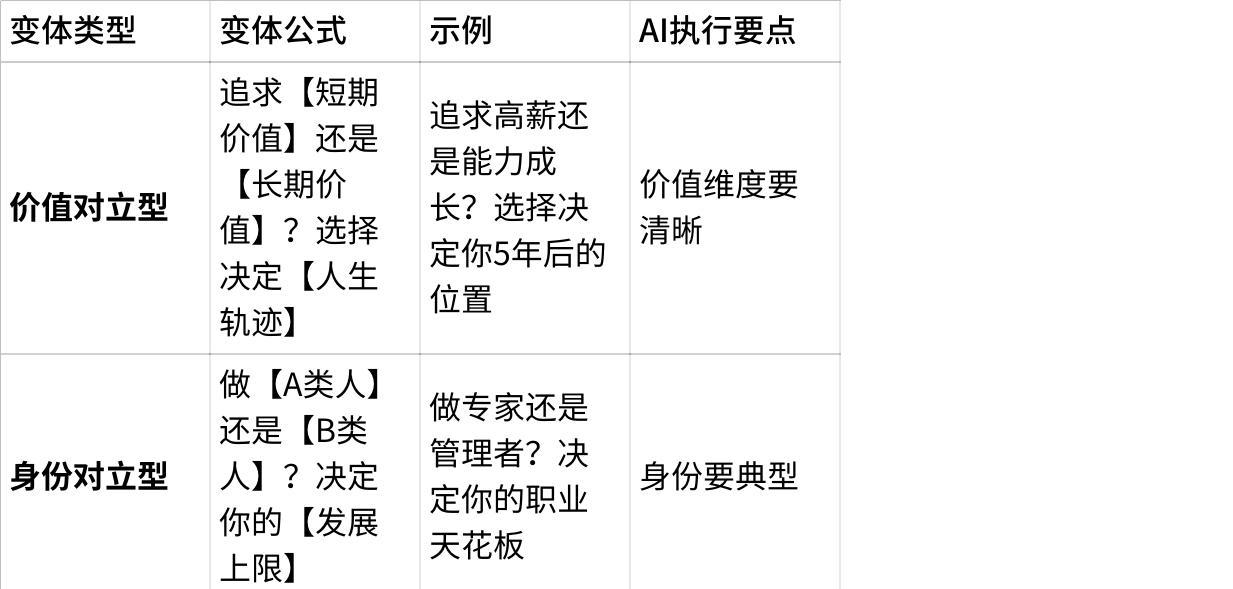 变体类型
变体公式
示例
AI执行要点
价值对立型
追求【短期
价值】还是
【长期价
值】？选择
决定【人生
轨迹】
追求高薪还
是能力成
长？选择决
定你5年后的
位置
价值维度要
清晰
身份对立型
做【A类人】
还是【B类
人】？决定
你的【发展
上限】
做专家还是
管理者？决
定你的职业
天花板
身份要典型